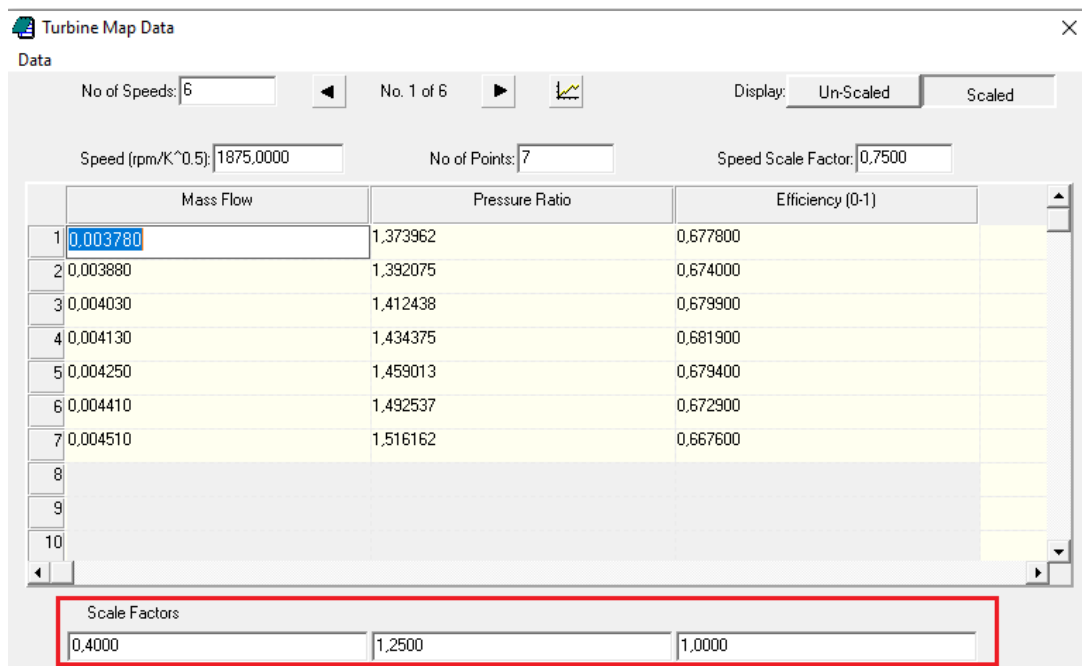 Turbine Map Data
Data
No of Speeds: 6 No. 1 of 6 Display: Un-Scaled Scaled
Speed (rpm/K^0.5): 1875,0000 No of Points: 7 Speed Scale Factor: 0,7500
Mass Flow Pressure Ratio Efficiency (0-1)
1 0,003780 1,373962 0,677800
2 0,003880 1,392075 0,674000
3 0,004030 1,412438 0,679900
4 0,004130 1,434375 0,681900
5 0,004250 1,459013 0,679400
6 0,004410 1,492537 0,672900
7 0,004510 1,516162 0,667600
8
9
10
Scale Factors
0,4000 1,2500 1,0000